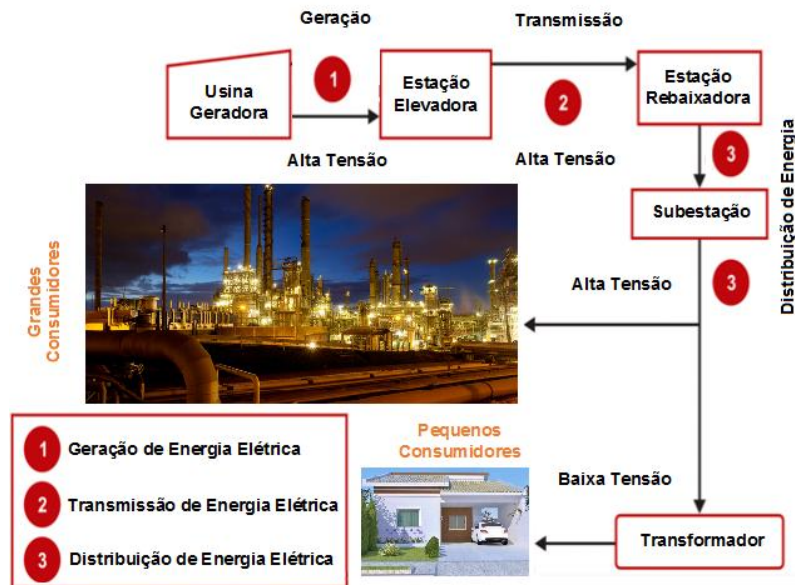 Geração
Transmissão
1
Usina
Geradora
Estação
Elevadora
2
Estação
Rebaixadora
Alta Tensão
Alta Tensão
3
Distribuição de Energia
Subestação
3
Alta Tensão
Grandes
Consumidores
Pequenos
Consumidores
Baixa Tensão
Transformador
1 Geração de Energia Elétrica
2 Transmissão de Energia Elétrica
3 Distribuição de Energia Elétrica